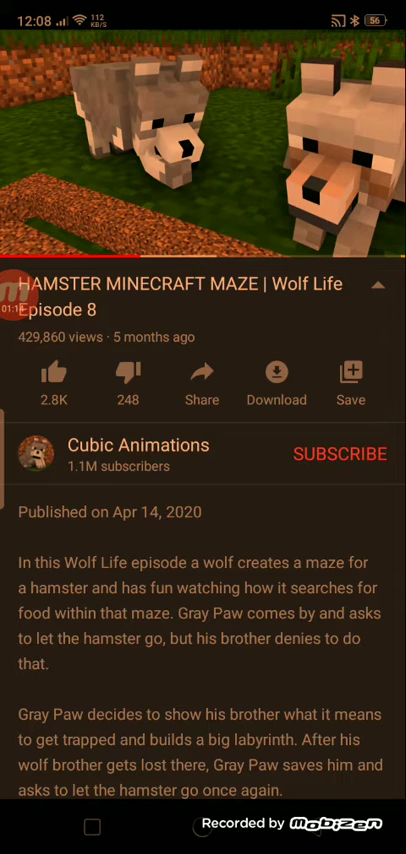 12:08
112
KB/S
56
HAMSTER MINECRAFT MAZE | Wolf Life
Episode 8
429,860 views · 5 months ago
2.8K
248
Share
Download
Save
Cubic Animations
1.1M subscribers
SUBSCRIBE
Published on Apr 14, 2020
In this Wolf Life episode a wolf creates a maze for
a hamster and has fun watching how it searches for
food within that maze. Gray Paw comes by and asks
to let the hamster go, but his brother denies to do
that.
Gray Paw decides to show his brother what it means
to get trapped and builds a big labyrinth. After his
wolf brother gets lost there, Gray Paw saves him and
asks to let the hamster go once again.
Recorded by Mobizen